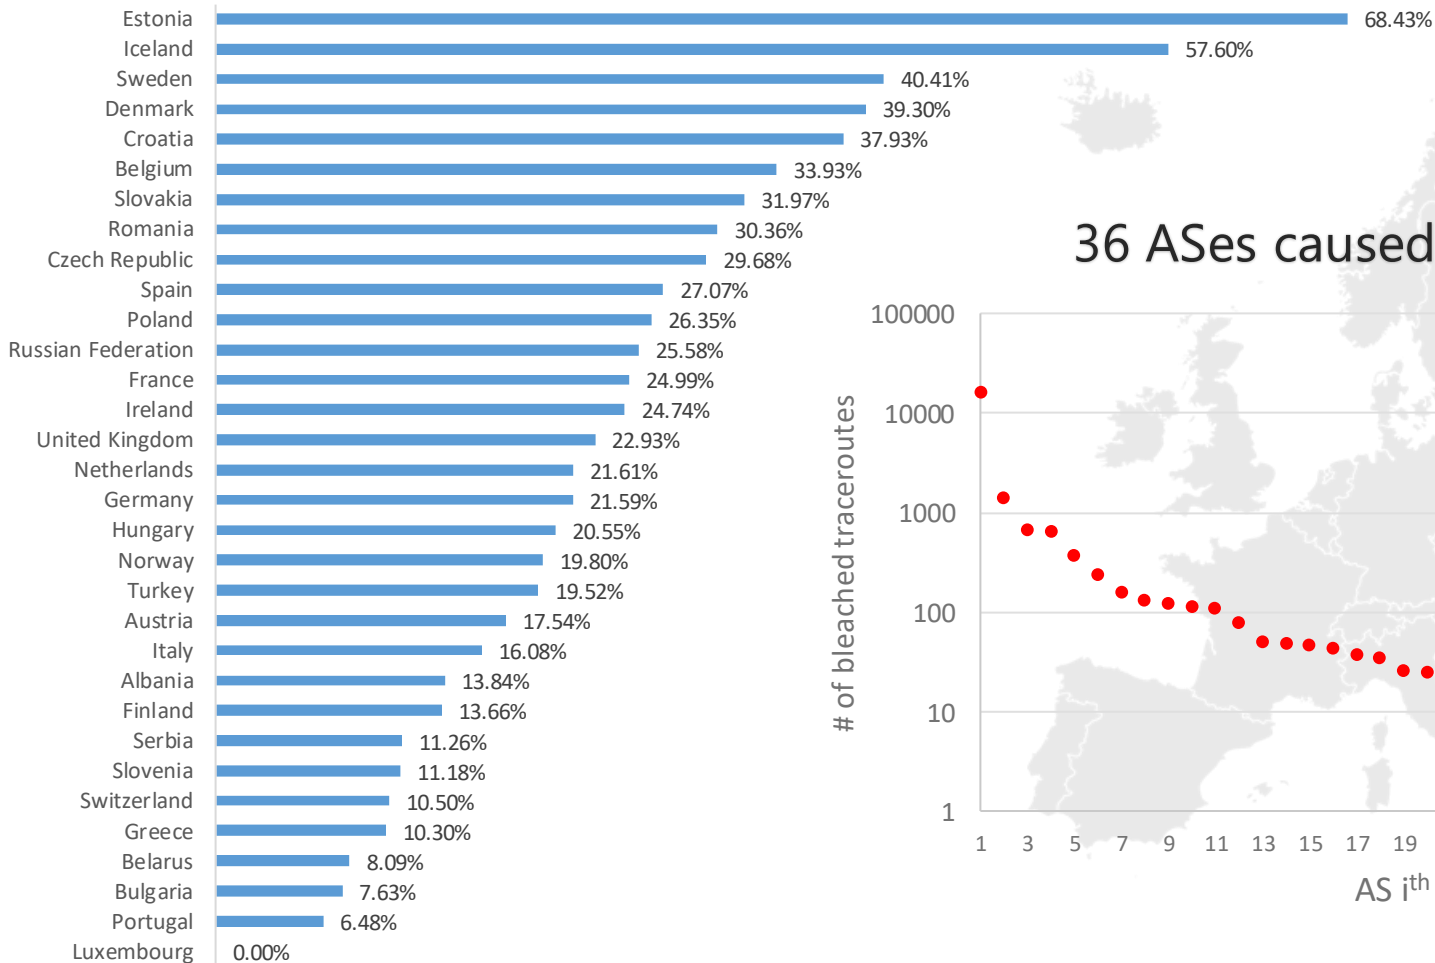 Estonia 68.43%
Iceland 57.60%
Sweden 40.41%
Denmark 39.30%
Croatia 37.93%
Belgium 33.93%
Slovakia 31.97%
Romania 30.36%
Czech Republic 29.68%
Spain 27.07%
Poland 26.35%
Russian Federation 25.58%
France 24.99%
Ireland 24.74%
United Kingdom 22.93%
Netherlands 21.61%
Germany 21.59%
Hungary 20.55%
Norway 19.80%
Turkey 19.52%
Austria 17.54%
Italy 16.08%
Albania 13.84%
Finland 13.66%
Serbia 11.26%
Slovenia 11.18%
Switzerland 10.50%
Greece 10.30%
Belarus 8.09%
Bulgaria 7.63%
Portugal 6.48%
Luxembourg 0.00%
36 ASes caused
# of bleached traceroutes
100000
10000
1000
100
10
1
1 3 5 7 9 11 13 15 17 19
AS ith